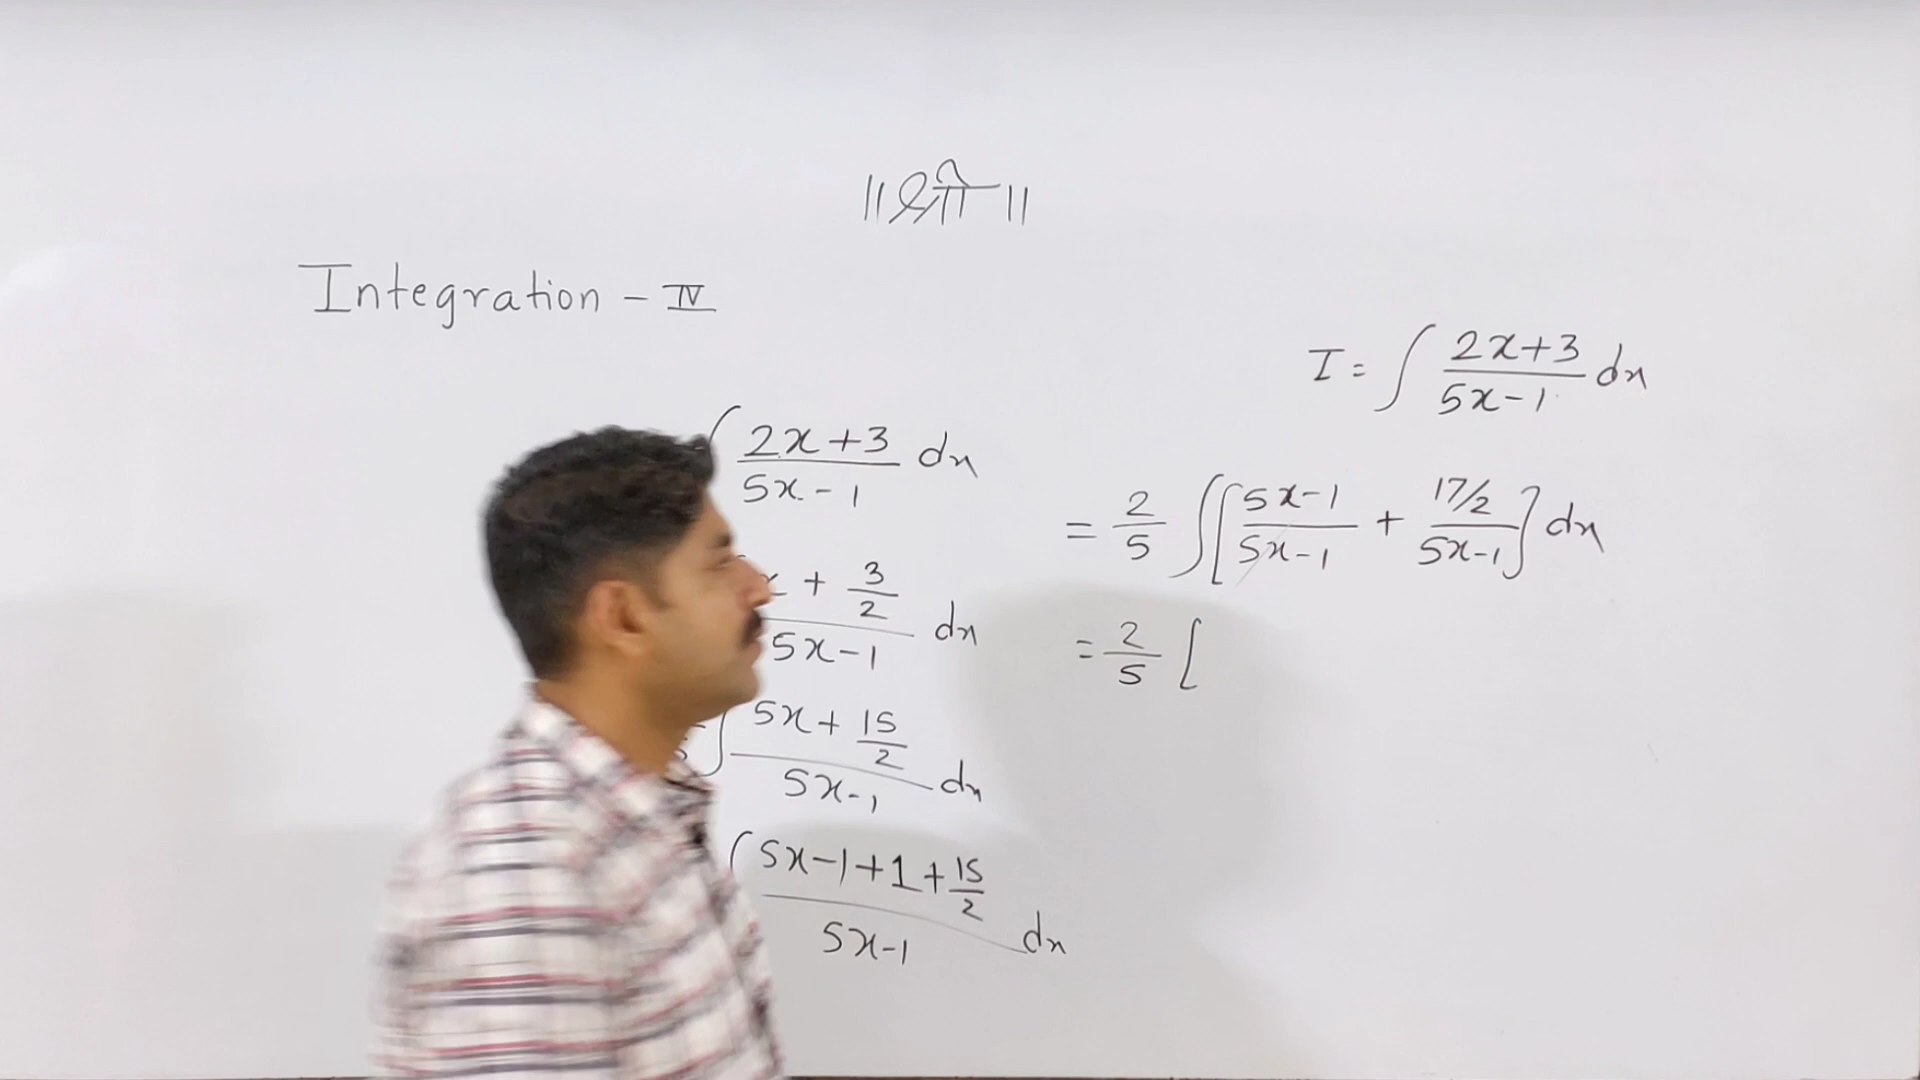 ॥ श्री ॥
Integration - IV
∫ (2x+3)/(5x-1) dx
(x + 3/2)/(5x-1) dx
∫ (5x + 15/2)/(5x-1) dx
∫ (5x-1+1+15/2)/(5x-1) dx
I = ∫ (2x+3)/(5x-1) dx
= 2/5 ∫ [(5x-1)/(5x-1) + (17/2)/(5x-1)] dx
= 2/5 [